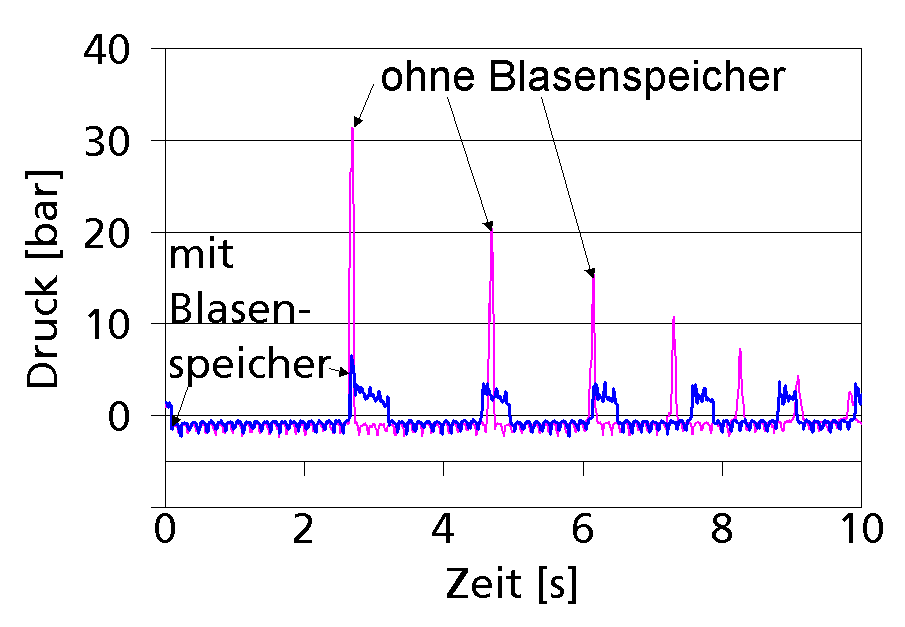 40
ohne Blasenspeicher
30
20
mit
Blasen-
10
speicher
0
Druck [bar]
0 2 4 6 8 10
Zeit [s]